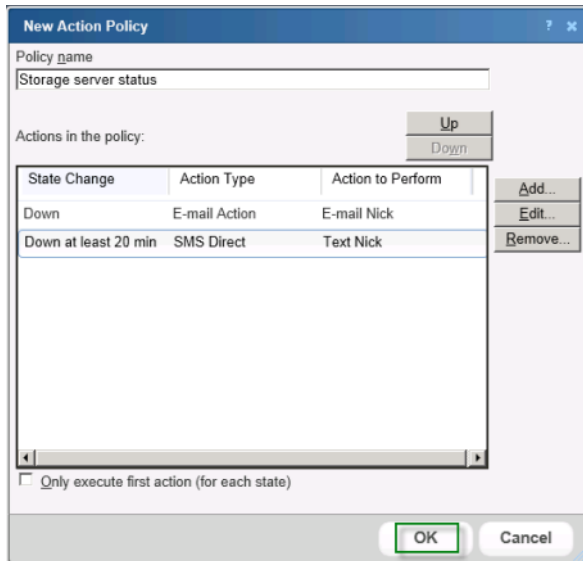 New Action Policy ? ×
Policy name
Storage server status
Up
Actions in the policy:
Down
State Change Action Type Action to Perform
Add...
Down E-mail Action E-mail Nick
Edit...
Down at least 20 min SMS Direct Text Nick
Remove...
Only execute first action (for each state)
OK Cancel